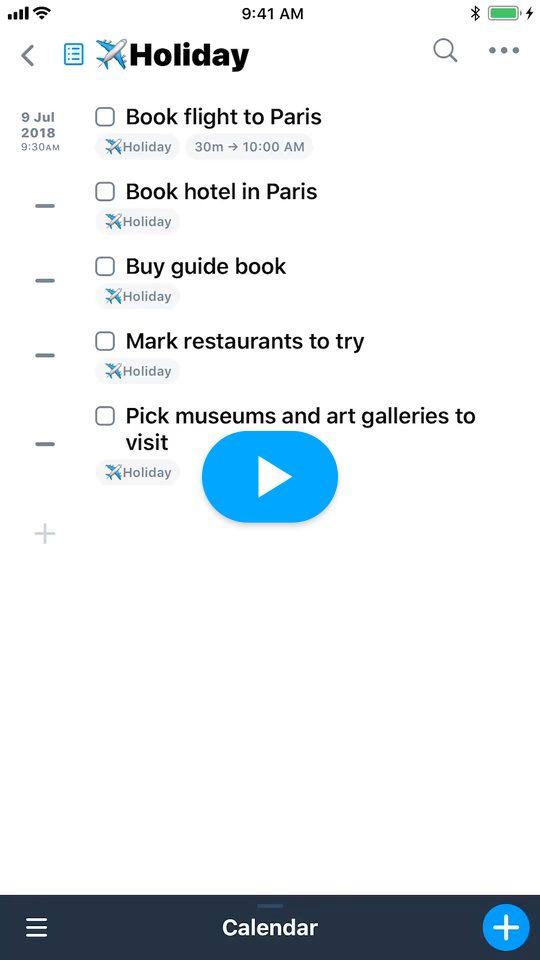 9:41 AM
✈️Holiday
9 Jul
2018
9:30AM
Book flight to Paris
✈️Holiday
30m → 10:00 AM
Book hotel in Paris
✈️Holiday
Buy guide book
✈️Holiday
Mark restaurants to try
✈️Holiday
Pick museums and art galleries to
visit
✈️Holiday
Calendar